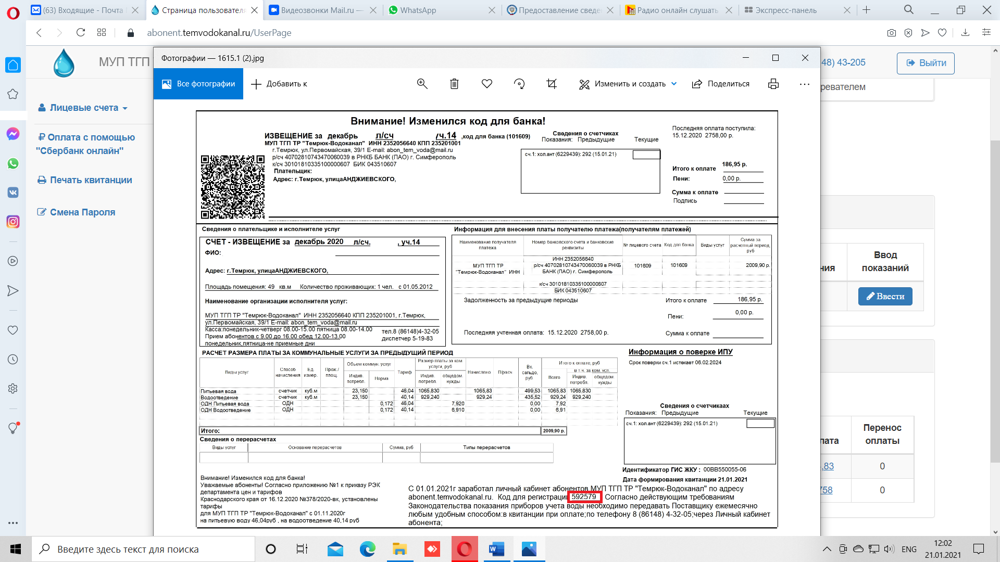 (63) Входящие - Почта
Страница пользователя
Видеозвонки Mail.ru —
WhatsApp
Предоставление сведе
Радио онлайн слушать
Экспресс-панель
abonent.temvodokanal.ru/UserPage
МУП ТГП
48) 43-205
Выйти
ревателем
Лицевые счета
Оплата с помощью
"Сбербанк онлайн"
Печать квитанции
Смена Пароля
Фотографии — 1615.1 (2).jpg
Все фотографии
Добавить к
Изменить и создать
Поделиться
Внимание! Изменился код для банка!
ИЗВЕЩЕНИЕ за декабрь л/сч /ч.14 ,код для банка (101609)
МУП ТГП ТР "Темрюк-Водоканал" ИНН 2352056640 КПП 235201001
г.Темрюк, ул.Первомайская, 39/1 E-mail: abon_tem_voda@mail.ru
р/сч 40702810743470060039 в РНКБ БАНК (ПАО) г. Симферополь
к/сч 30101810335100000607 БИК 043510607
Плательщик:
Адрес: г.Темрюк, улицаАНДЖИЕВСКОГО,
Сведения о счетчиках
Показания: Предыдущие Текущие
сч.1: хол.ант (6229439): 292 (15.01.21)
Последняя оплата поступила:
15.12.2020 2758,00 р.
Итого к оплате 186,95 р.
Пени: 0,00 р.
Сумма к оплате
Подпись
Сведения о плательщике и исполнителе услуг
СЧЕТ - ИЗВЕЩЕНИЕ за декабрь 2020 л/сч. , уч.14
ФИО:
Адрес: г.Темрюк, улицаАНДЖИЕВСКОГО,
Площадь помещения: 49 кв.м Количество проживающих: 1 чел. с 01.05.2012
Наименование организации исполнителя услуг:
МУП ТГП ТР "Темрюк-Водоканал" ИНН 2352056640 КПП 235201001, г.Темрюк,
ул.Первомайская, 39/1 E-mail: abon_tem_voda@mail.ru
Касса:понедельник-четверг 08.00-15.00 пятница 08.00-14.00
Прием абонентов с 9.00 до 16.00 обед 12.00-13.00
понедельник,пятница-не приемные дни
тел.8 (86148)4-32-05
диспетчер 5-19-83
Информация для внесения платы получателю платежа(получателям платежей)
Наименование получателя платежа Номер банковского счета и банковские реквизиты № лицевого счета Код для банка Виды услуг Сумма за расчетный период, руб
ИНН 2352056640
МУП ТГП ТР р/сч 40702810743470060039 в РНКБ 101609 101609 2009,90 р.
"Темрюк-Водоканал" ИНН БАНК (ПАО) г. Симферополь
к/сч 30101810335100000607
БИК 043510607
Задолженность за предыдущие периоды Итого к оплате 186,95 р.
Пени: 0,00 р.
Последняя учтенная оплата: 15.12.2020 2758,00 р. Сумма к оплате
РАСЧЕТ РАЗМЕРА ПЛАТЫ ЗА КОММУНАЛЬНЫЕ УСЛУГИ ЗА ПРЕДЫДУЩИЙ ПЕРИОД
Виды услуг Способ начисления Ед. измер. Прож./ площ. Объем коммун. услуг Индив. потребл. Норма Тариф Размер платы за ком услуги, руб Индив. потребл. общедом. нужды Начислено П/расч Вх. сальдо, руб Итого к оплате, руб Всего в т.ч. за ком. усл. Индив. потребл. общедом. нужды
Питьевая вода счетчик куб.м 23,150 46,04 1065,830 1065,83 499,53 1065,83 1065,830
Водоотведение счетчик куб.м 23,150 40,14 929,240 929,24 435,52 929,24 929,240
ОДН Питьевая вода ОДН 0,172 46,04 7,920 0.00 7,92
ОДН Водоотведение ОДН 0,172 40,14 6,910 0,00 6,91
Итого: 2009,90 р.
Сведения о перерасчетах
Виды услуг Основание перерасчетов Сумма, руб Типы перерасчетов
Информация о поверке ИПУ
Срок поверки сч.1 истекает 06.02.2024
Сведения о счетчикаах
Показания: Предыдущие Текущие
сч.1: хол.ант (6229439): 292 (15.01.21)
Идентификатор ГИС ЖКУ : 00ВВ550055-06
Дата формирования квитанции 21.01.2021
Внимание! Изменился код для банка!
Уважаемые абоненты! Согласно приложению №1 к приказу РЭК
департамента цен и тарифов
Краснодарского края от 16.12.2020 №378/2020-вк, установлены
тарифы
для МУП ТГП ТР "Темрюк-Водоканал" с 01.11.2020г
на питьевую воду 46,04руб , на водоотведение 40,14 руб
С 01.01.2021г заработал личный кабинет абонентов МУП ТГП ТР "Темрюк-Водоканал" по адресу
abonent.temvodokanal.ru. Код для регистраци 592579 Согласно действующим требованиям
Законодательства показания приборов учета воды необходимо передавать Поставщику ежемесячно
любым удобным способом:в квитанции при оплате;по телефону 8 (86148) 4-32-05;через Личный кабинет
абонента;
ния
Ввод
показаний
Ввести
лата
Перенос
оплаты
,83 0
758 0
Введите здесь текст для поиска
ENG
12:02
21.01.2021